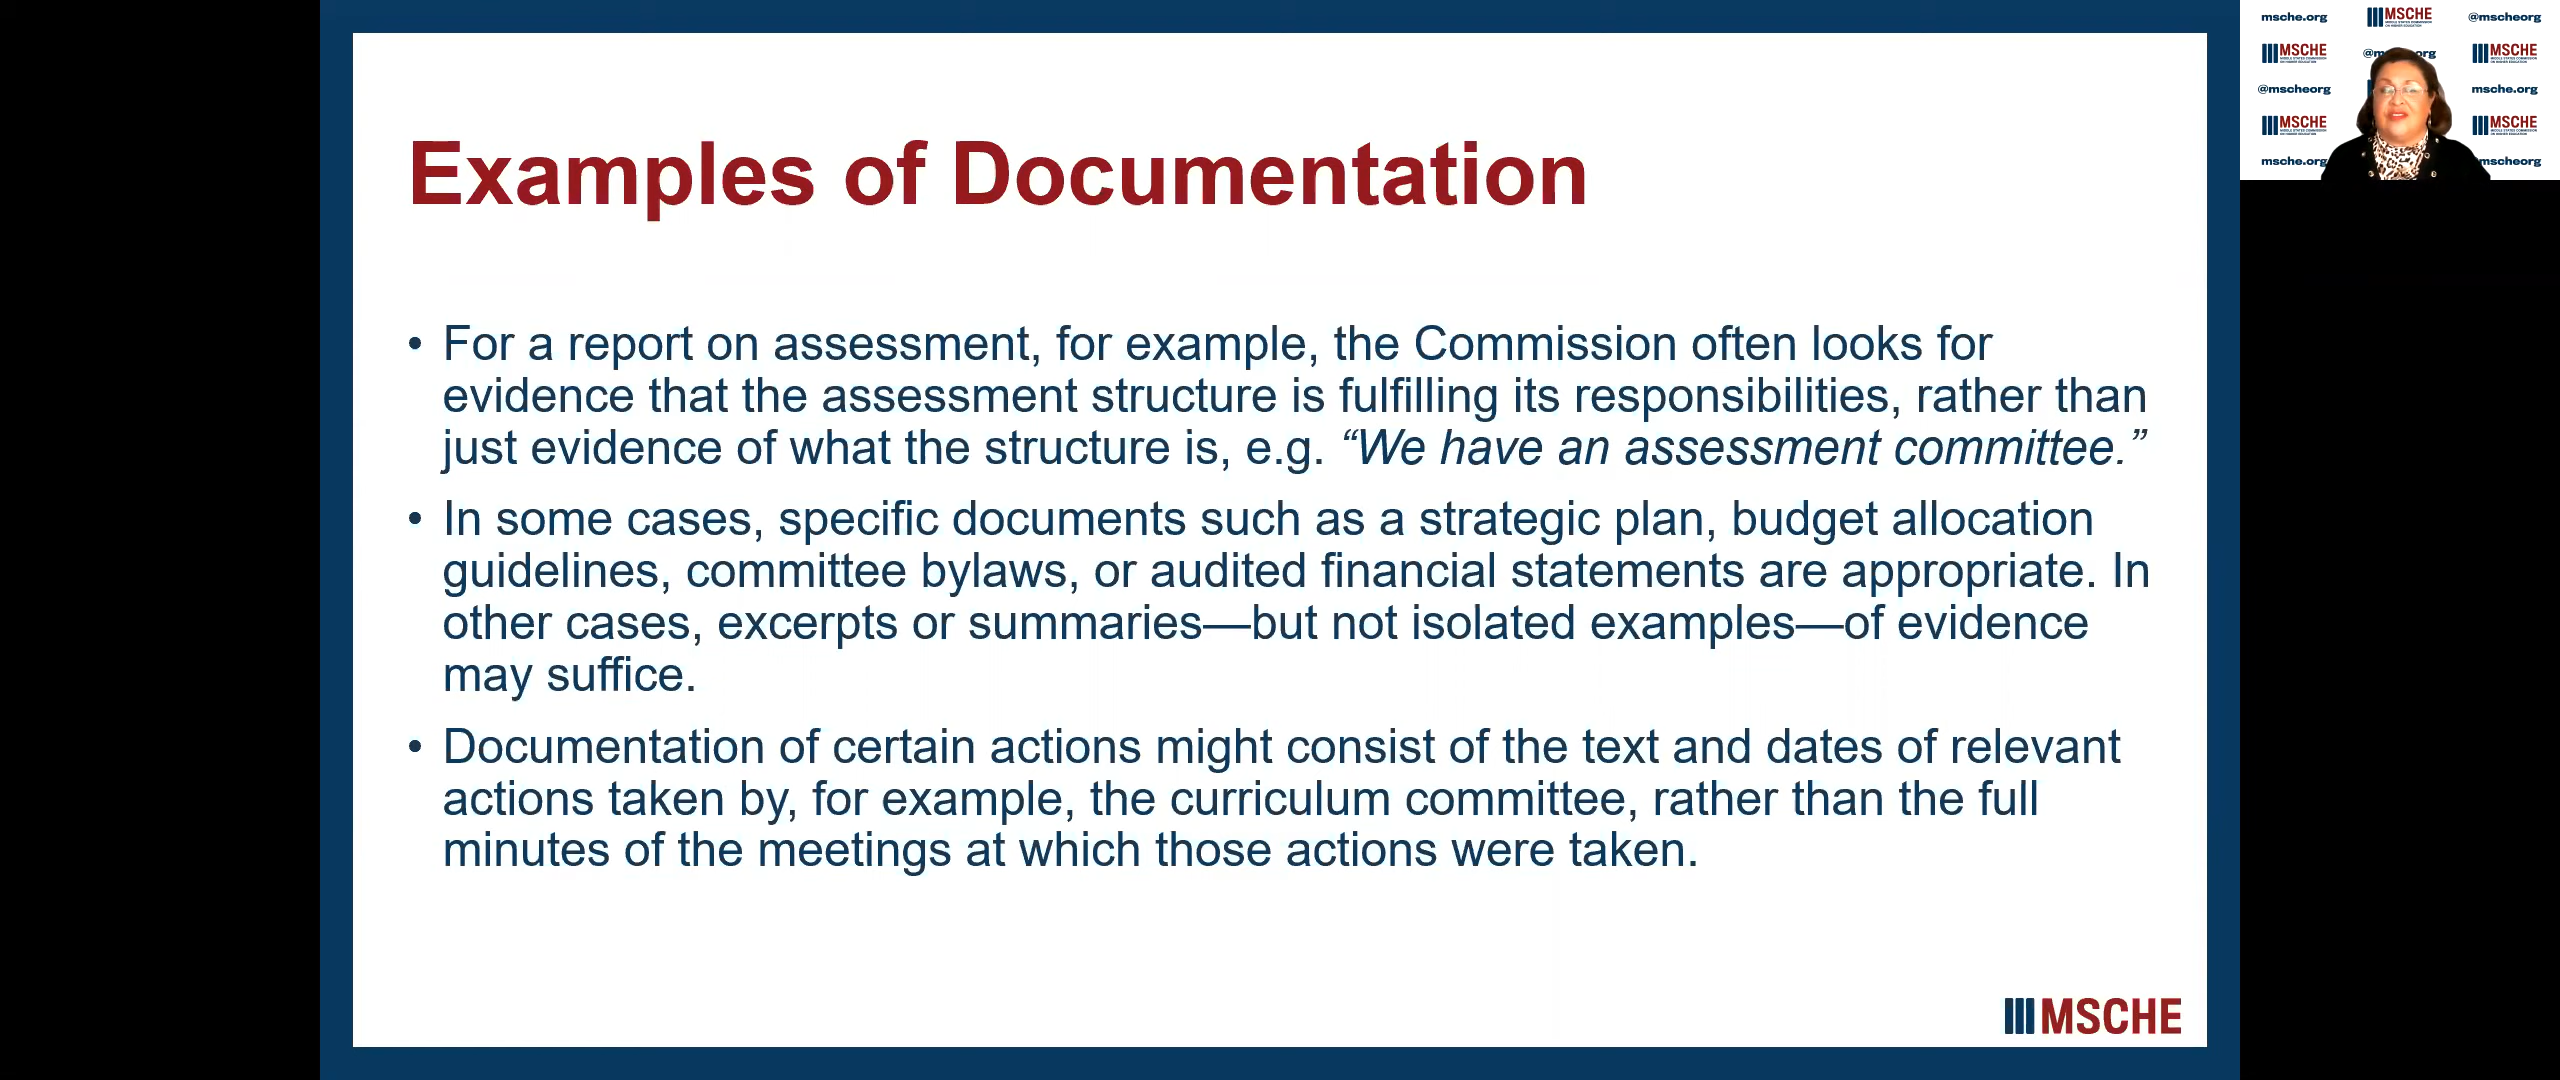 Examples of Documentation
• For a report on assessment, for example, the Commission often looks for
evidence that the assessment structure is fulfilling its responsibilities, rather than
just evidence of what the structure is, e.g. “We have an assessment committee.”
• In some cases, specific documents such as a strategic plan, budget allocation
guidelines, committee bylaws, or audited financial statements are appropriate. In
other cases, excerpts or summaries—but not isolated examples—of evidence
may suffice.
• Documentation of certain actions might consist of the text and dates of relevant
actions taken by, for example, the curriculum committee, rather than the full
minutes of the meetings at which those actions were taken.
MSCHE
msche.org MSCHE @mscheorg
MSCHE MSCHE
@mscheorg msche.org
MSCHE MSCHE
msche.org mscheorg